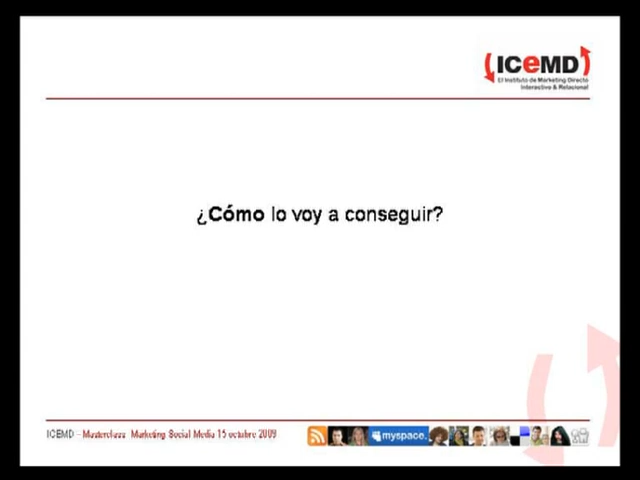 ICeMD
El Instituto de Marketing Directo
Interactivo & Relacional
¿Cómo lo voy a conseguir?
ICEMD – Masterclass Marketing Social Media 15 octubre 2009
myspace.